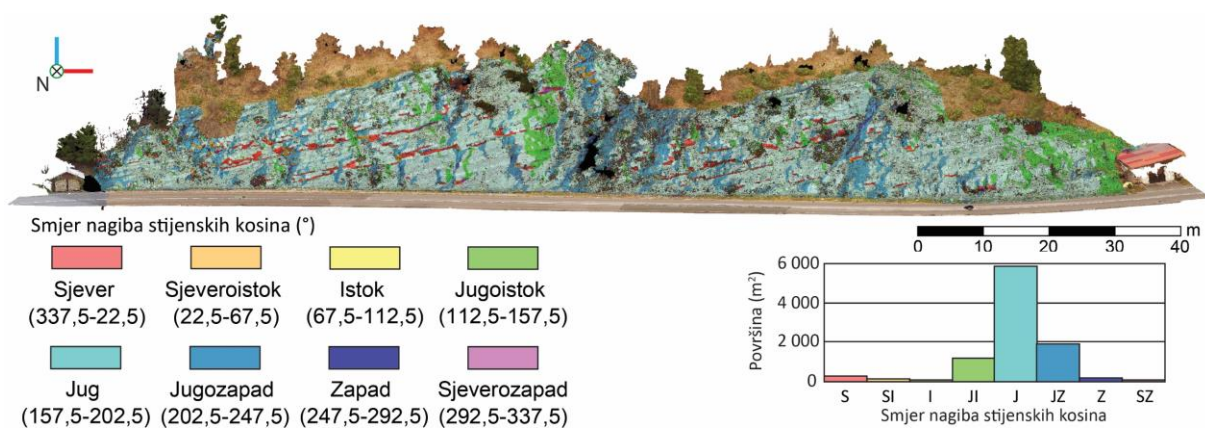 N
Smjer nagiba stijenskih kosina (°)
Sjever
(337,5-22,5)
Sjeveroistok
(22,5-67,5)
Istok
(67,5-112,5)
Jugoistok
(112,5-157,5)
Jug
(157,5-202,5)
Jugozapad
(202,5-247,5)
Zapad
(247,5-292,5)
Sjeverozapad
(292,5-337,5)
m
0 10 20 30 40
Površina (m²)
6 000
4 000
2 000
0
S SI I JI J JZ Z SZ
Smjer nagiba stijenskih kosina